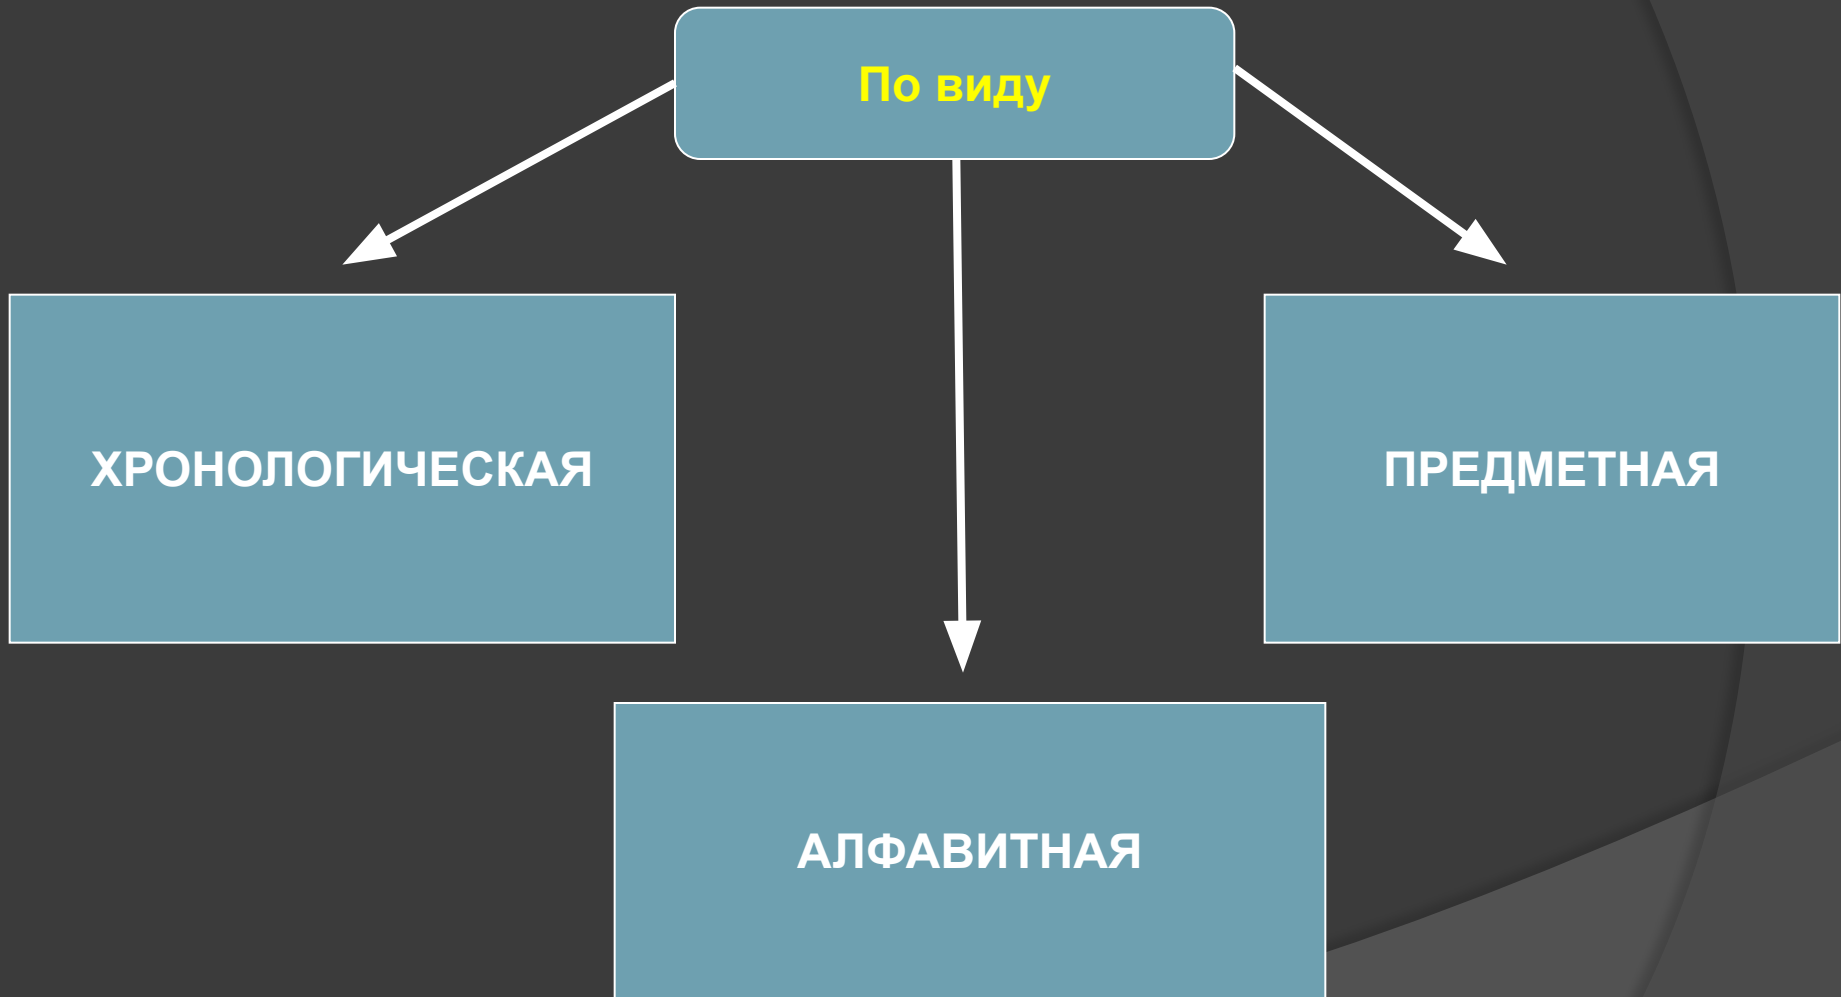 По виду
ХРОНОЛОГИЧЕСКАЯ
ПРЕДМЕТНАЯ
АЛФАВИТНАЯ